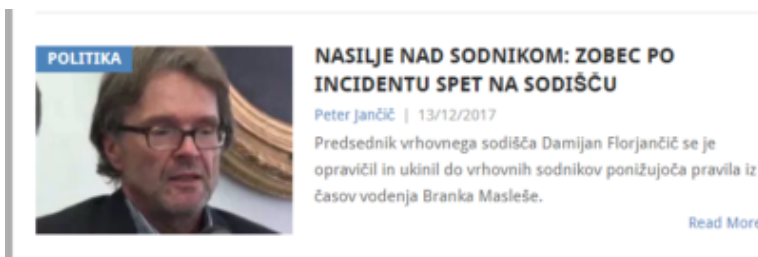 POLITIKA
NASILJE NAD SODNIKOM: ZOBEC PO
INCIDENTU SPET NA SODIŠČU
Peter Jančič | 13/12/2017
Predsednik vrhovnega sodišča Damijan Florjančič se je
opravičil in ukinil do vrhovnih sodnikov ponižujoča pravila iz
časov vodenja Branka Masleše.
Read More